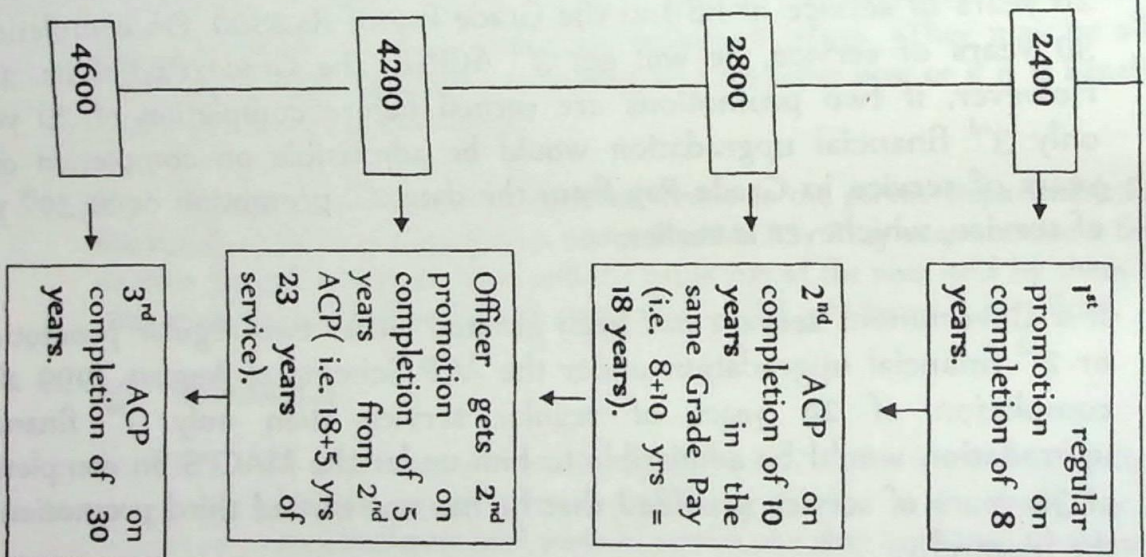 2400
1st regular
promotion on
completion of 8
years.
2800
2nd ACP on
completion of 10
years in the
same Grade Pay
(i.e, 8+10 yrs =
18 years)
4200
Officer gets 2nd
promotion on
completion of 5
years from 2nd
ACP( i.e. 18+5 yrs
23 years of
service).
4600
3rd ACP on
completion of 30
years.